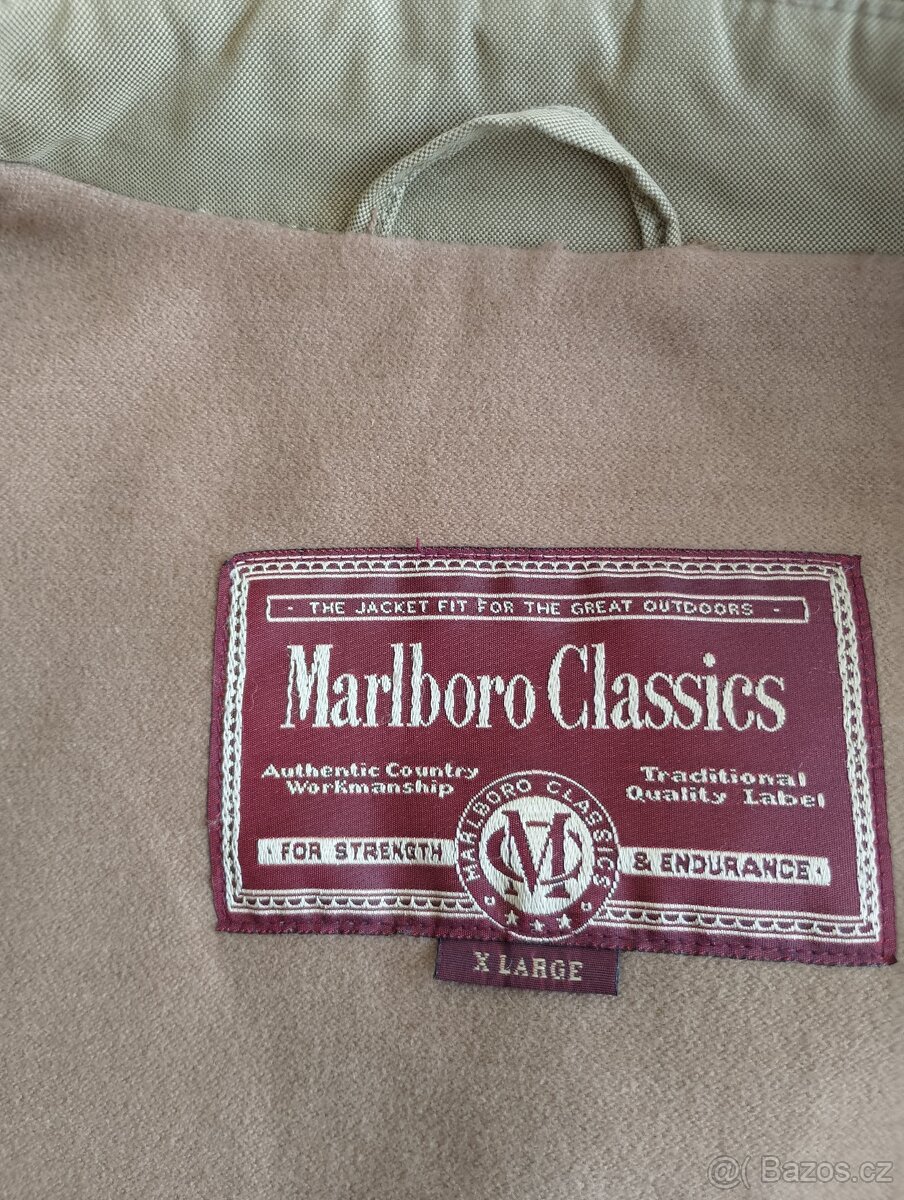 - THE JACKET FIT FOR THE GREAT OUTDOORS -
Marlboro Classics
Authentic Country
Workmanship
Traditional
Quality Label
· FOR STRENGTH
MARLBORO CLASSICS
MC
& ENDURANCE ·
X LARGE
@( Bazos.cz